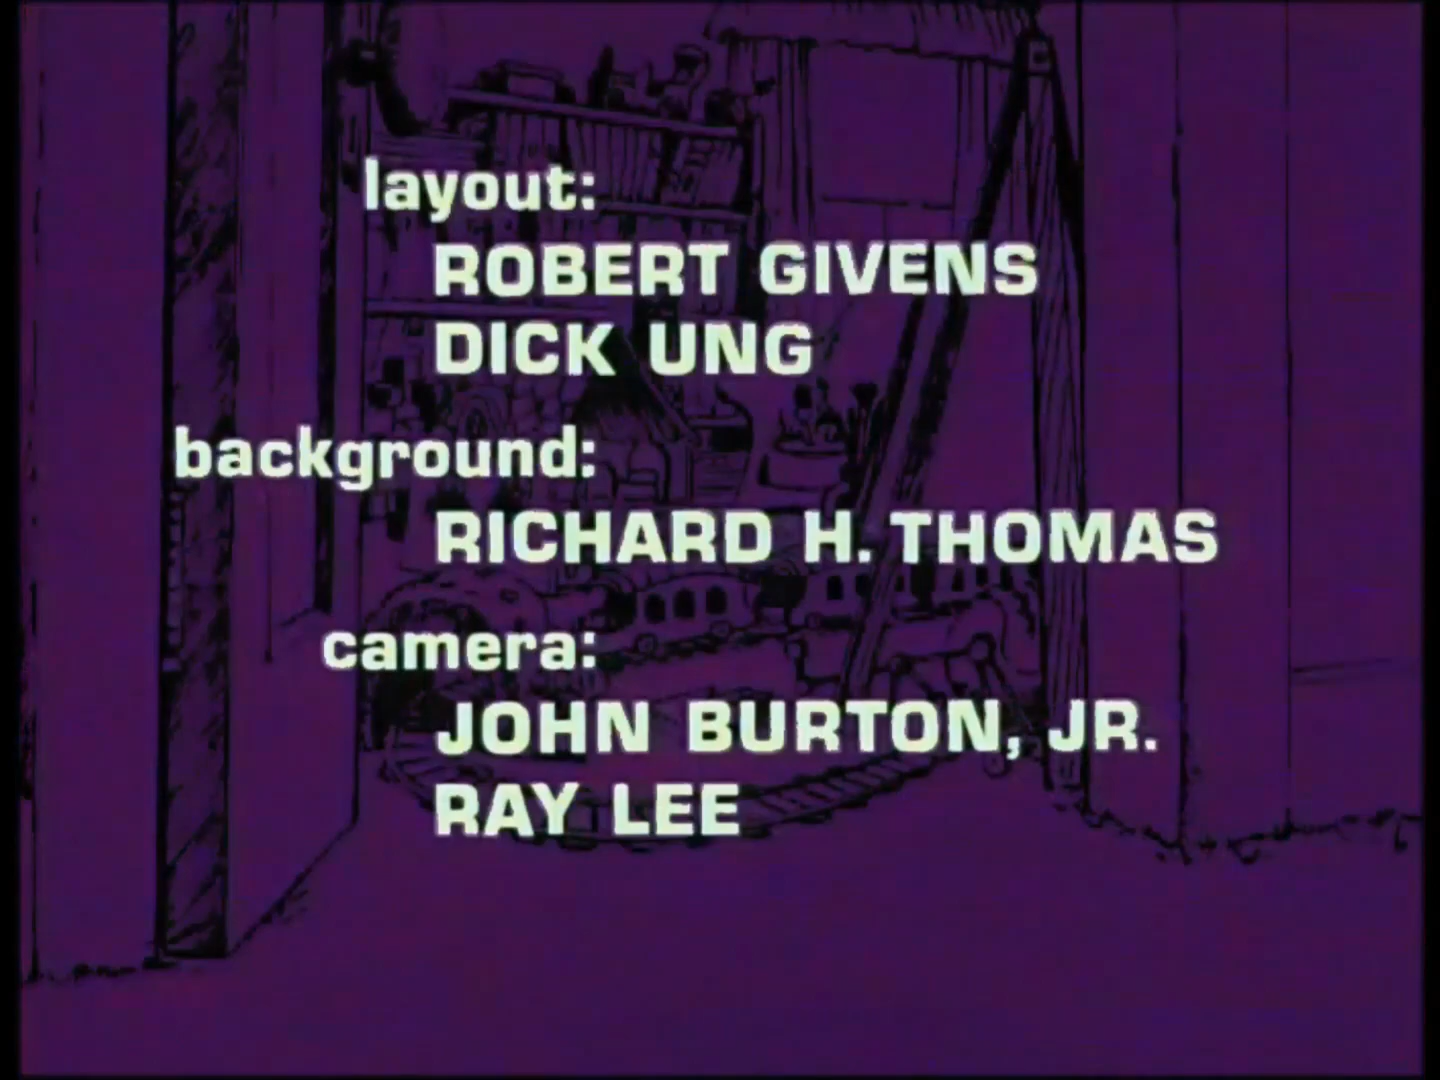 layout:
ROBERT GIVENS
DICK UNG
background:
RICHARD H. THOMAS
camera:
JOHN BURTON, JR.
RAY LEE